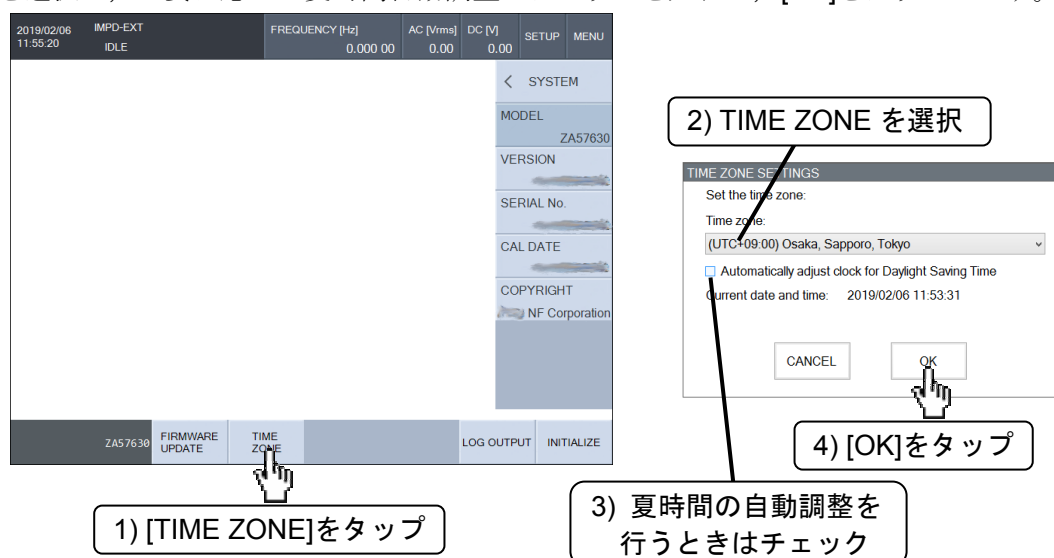 2019/02/06 IMPD-EXT FREQUENCY [Hz] AC [Vrms] DC [V] SETUP MENU
11:55:20 IDLE 0.000 00 0.00 0.00
SYSTEM
MODEL
ZA57630
VERSION
SERIAL No.
CAL DATE
COPYRIGHT
NF Corporation
ZA57630 FIRMWARE UPDATE TIME ZONE LOG OUTPUT INITIALIZE
1) [TIME ZONE]をタップ
2) TIME ZONE を選択
TIME ZONE SETTINGS
Set the time zone:
Time zone:
(UTC+09:00) Osaka, Sapporo, Tokyo
Automatically adjust clock for Daylight Saving Time
Current date and time: 2019/02/06 11:53:31
CANCEL OK
4) [OK]をタップ
3) 夏時間の自動調整を
行うときはチェック